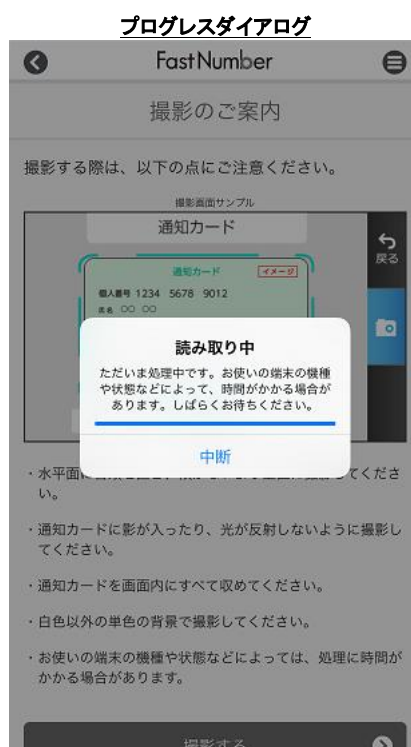 プログレスダイアログ
FastNumber
撮影のご案内
撮影する際は、以下の点にご注意ください。
撮影画面サンプル
通知カード
戻る
通知カード
イメージ
個人番号 1234 5678 9012
氏名 〇〇 〇〇
読み取り中
ただいま処理中です。お使いの端末の機種
や状態などによって、時間がかかる場合が
あります。しばらくお待ちください。
中断
・水平面
てくださ
い。
・通知カードに影が入ったり、光が反射しないように撮影し
てください。
・通知カードを画面内にすべて収めてください。
・白色以外の単色の背景で撮影してください。
・お使いの端末の機種や状態などによっては、処理に時間が
かかる場合があります。
撮影する